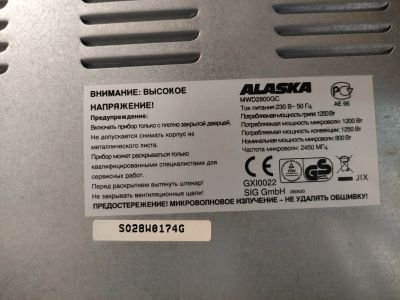 ВНИМАНИЕ: ВЫСОКОЕ
НАПРЯЖЕНИЕ!
Предупреждение:
Включать прибор только с плотно закрытой дверцей.
Не допускается снимать корпус из
металлического листа.
Прибор может раскрываться только
квалифицированными специалистами для
сервисных работ.
Перед раскрытием вытянуть штекер!
Не закрывать вентиляционные щели!
ALASKA
MWD2800GC
Ток питания 230 В~ 50 Гц
Потребляемая мощность гриля: 1250 Вт
Потребляемая мощность микроволн: 1200 Вт
Потребляемая мощность конвекции: 1250 Вт
Номинальная мощность микроволн: 800 Вт
Частота микроволн: 2450 МГц
АЕ 95
GXI0022
SIG GmbH
JIX
ПРЕДОСТЕРЕЖЕНИЕ! МИКРОВОЛНОВОЕ ИЗЛУЧЕНИЕ – НЕ УДАЛЯТЬ ОБШИВКУ!
S028W0174G